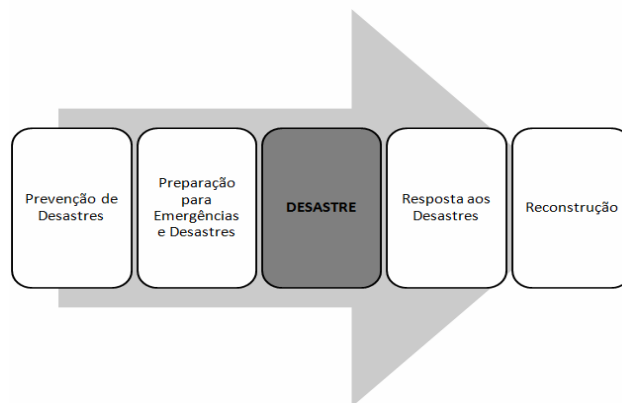 Prevenção de
Desastres
Preparação
para
Emergências
e Desastres
DESASTRE
Resposta aos
Desastres
Reconstrução